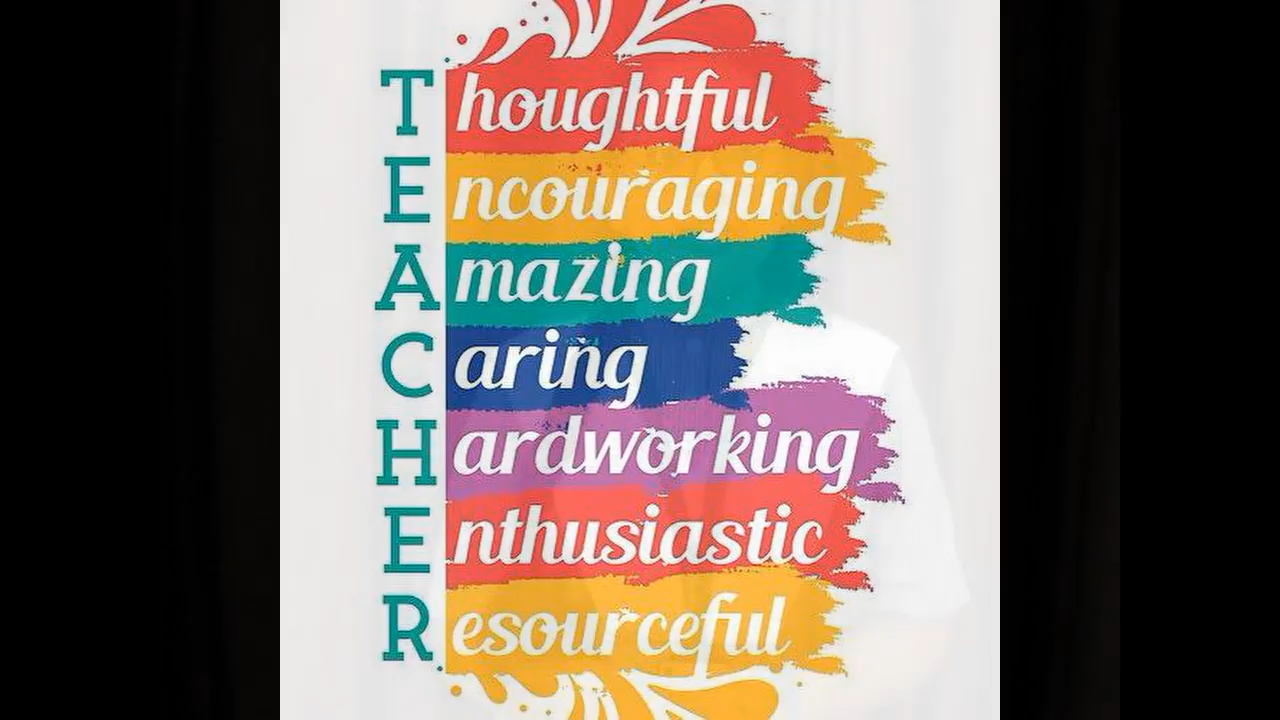 Thoughtful
Encouraging
Amazing
Caring
Hardworking
Enthusiastic
Resourceful